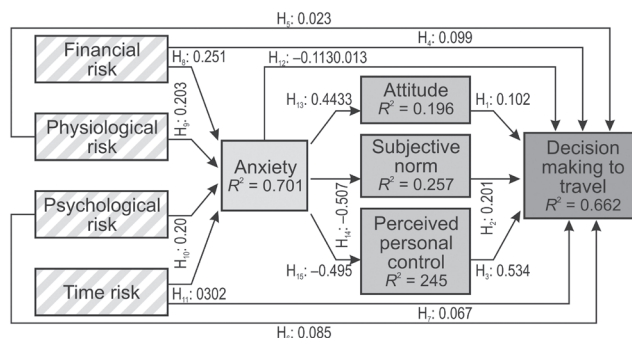 H₅: 0.023
H₄: 0.099
Financial
risk
H₈: 0.251
H₁₂: –0.1130.013
Attitude
R² = 0.196
H₁₃: 0.4433
H₁: 0.102
H₉: 0.203
Physiological
risk
Anxiety
R² = 0.701
Subjective
norm
R² = 0.257
Decision
making to
travel
R² = 0.662
H₁₄: –0.507
H₂: 0.201
Psychological
risk
H₁₀: 0.20
Perceived
personal
control
R² = 245
H₁₅: –0.495
H₃: 0.534
Time risk
H₁₁: 0302
H₇: 0.067
0.085